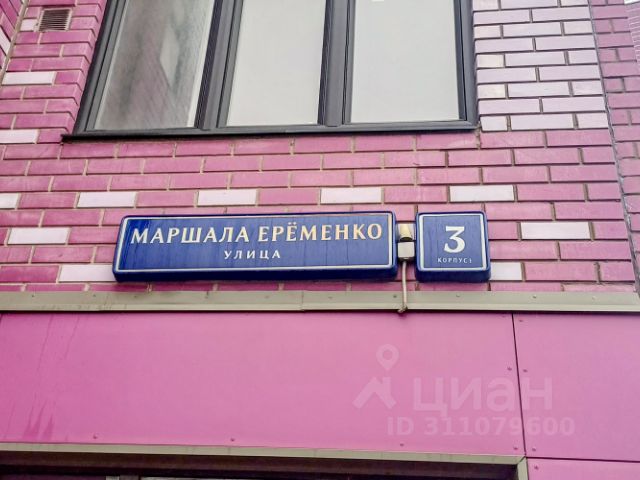 МАРШАЛА ЕРЁМЕНКО
УЛИЦА
3
КОРПУС 1
циан
ID 311079600